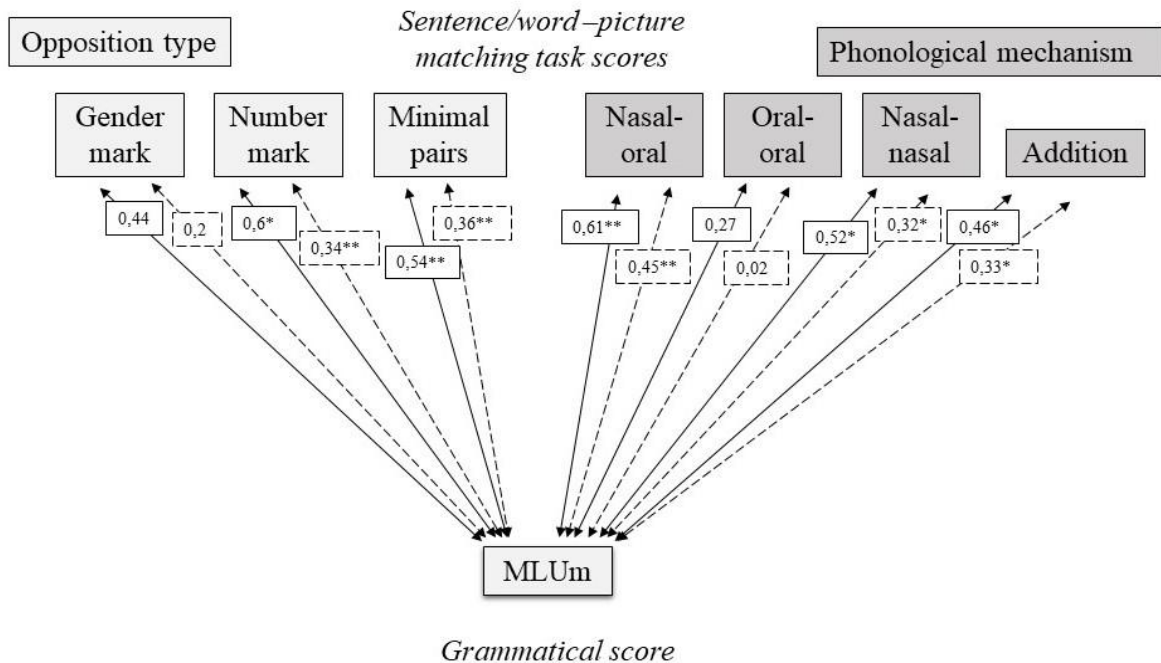 Opposition type
Sentence/word–picture
matching task scores
Phonological mechanism
Gender
mark
Number
mark
Minimal
pairs
Nasal-
oral
Oral-
oral
Nasal-
nasal
Addition
0,44
0,2
0,6*
0,34**
0,54**
0,36**
0,61**
0,45**
0,27
0,02
0,52*
0,32*
0,46*
0,33*
MLUm
Grammatical score